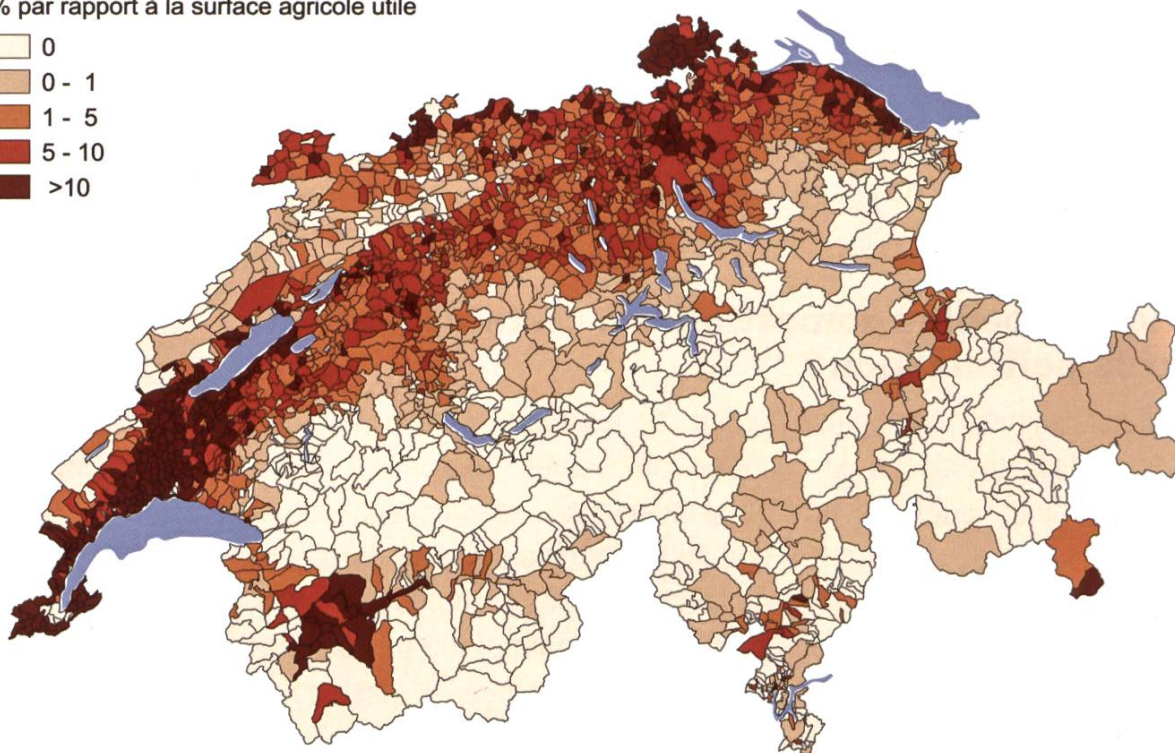 % par rapport à la surface agricole utile
0
0 - 1
1 - 5
5 - 10
>10